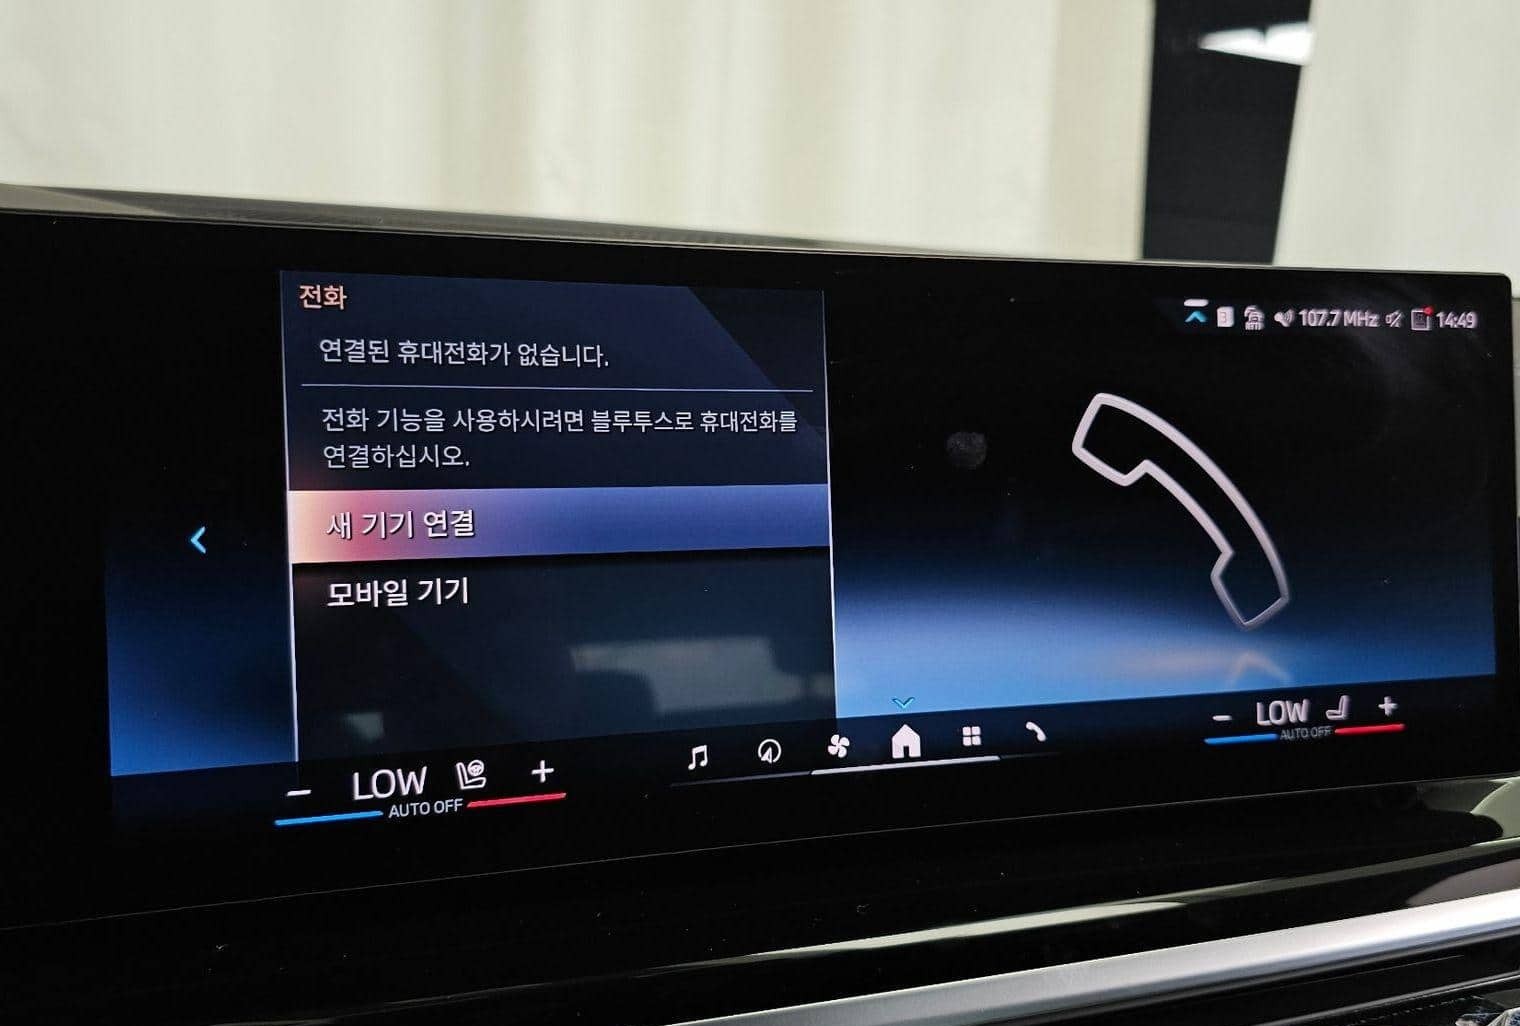 전화
연결된 휴대전화가 없습니다.
전화 기능을 사용하시려면 블루투스로 휴대전화를
연결하십시오.
새 기기 연결
모바일 기기
3
107.7 MHz
14:49
- LOW +
AUTO OFF
- LOW +
AUTO OFF